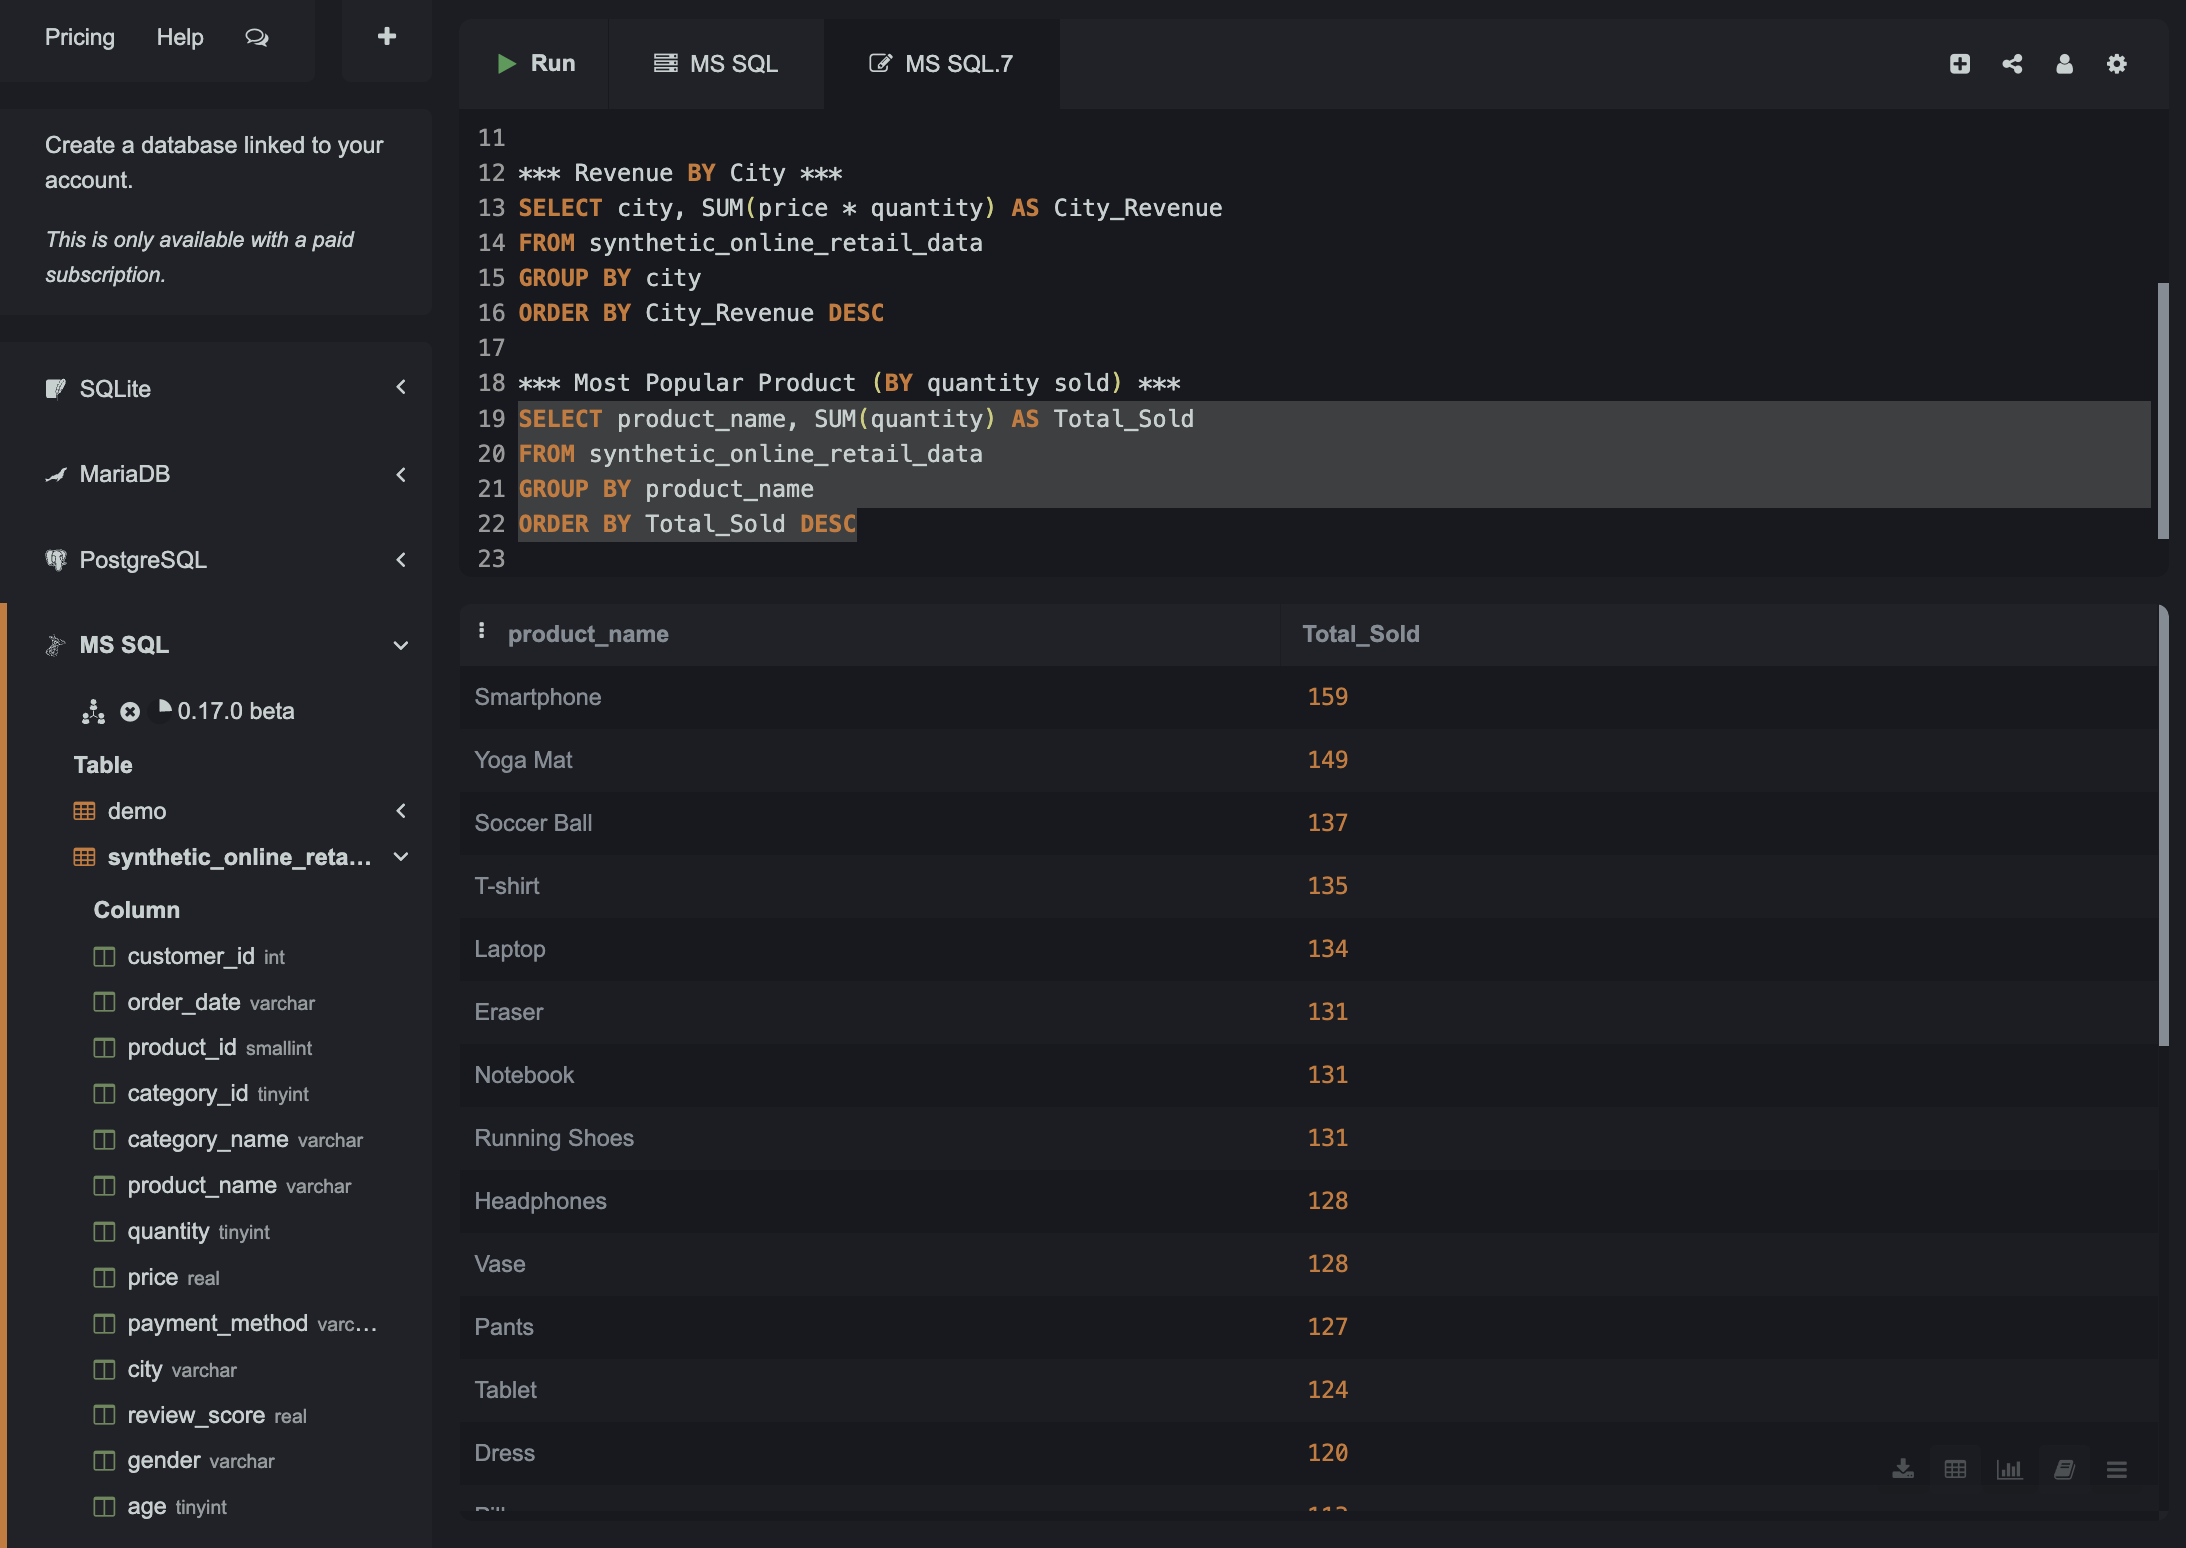 Pricing Help
Create a database linked to your
account.
This is only available with a paid
subscription.
SQLite
MariaDB
PostgreSQL
MS SQL
0.17.0 beta
Table
demo
synthetic_online_reta...
Column
customer_id int
order_date varchar
product_id smallint
category_id tinyint
category_name varchar
product_name varchar
quantity tinyint
price real
payment_method varc...
city varchar
review_score real
gender varchar
age tinyint
Run MS SQL MS SQL.7
11
12 *** Revenue BY City ***
13 SELECT city, SUM(price * quantity) AS City_Revenue
14 FROM synthetic_online_retail_data
15 GROUP BY city
16 ORDER BY City_Revenue DESC
17
18 *** Most Popular Product (BY quantity sold) ***
19 SELECT product_name, SUM(quantity) AS Total_Sold
20 FROM synthetic_online_retail_data
21 GROUP BY product_name
22 ORDER BY Total_Sold DESC
23
product_name Total_Sold
Smartphone 159
Yoga Mat 149
Soccer Ball 137
T-shirt 135
Laptop 134
Eraser 131
Notebook 131
Running Shoes 131
Headphones 128
Vase 128
Pants 127
Tablet 124
Dress 120